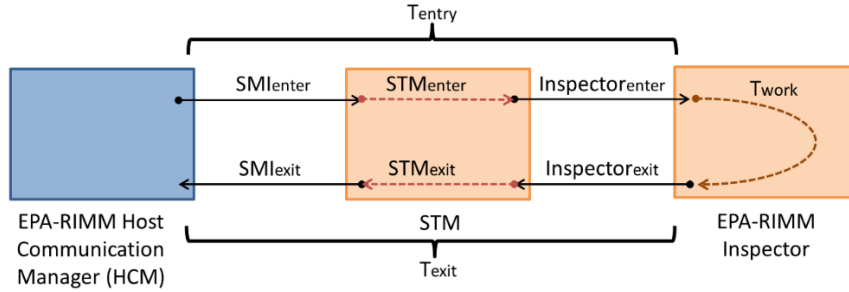 Tentry
SMIenter
STMenter
Inspectorenter
Twork
SMIexit
STMexit
Inspectorexit
EPA-RIMM Host
Communication
Manager (HCM)
STM
EPA-RIMM
Inspector
Texit